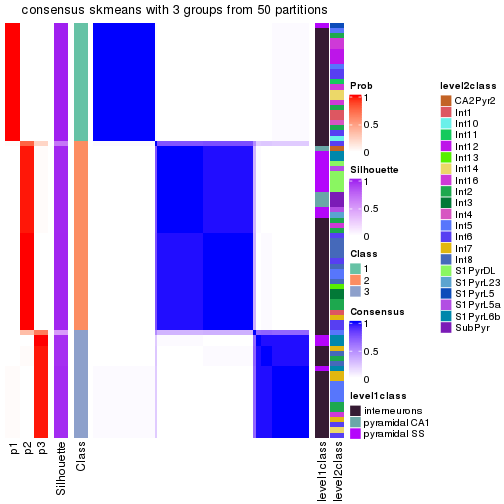 consensus skmeans with 3 groups from 50 partitions
Prob
1
0.5
0
Silhouette
1
0.5
0
Class
1
2
3
Consensus
1
0.5
0
level1class
interneurons
pyramidal CA1
pyramidal SS
level2class
CA2Pyr2
Int1
Int10
Int11
Int12
Int13
Int14
Int16
Int2
Int3
Int4
Int5
Int6
Int7
Int8
S1PyrDL
S1PyrL23
S1PyrL5
S1PyrL5a
S1PyrL6b
SubPyr
p1
p2
p3
Silhouette
Class
level1class
level2class